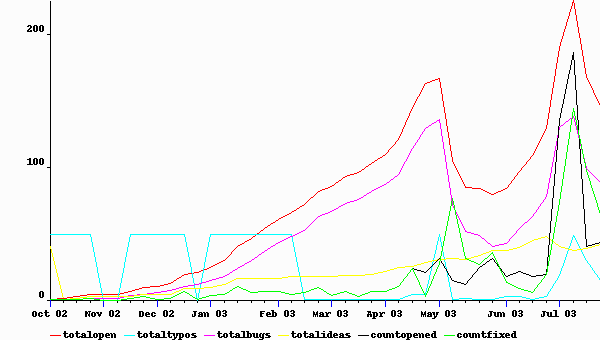 200
100
0
Oct 02 Nov 02 Dec 02 Jan 03 Feb 03 Mar 03 Apr 03 May 03 Jun 03 Jul 03
totalopen totaltypos totalbugs totalideas countopened countfixed